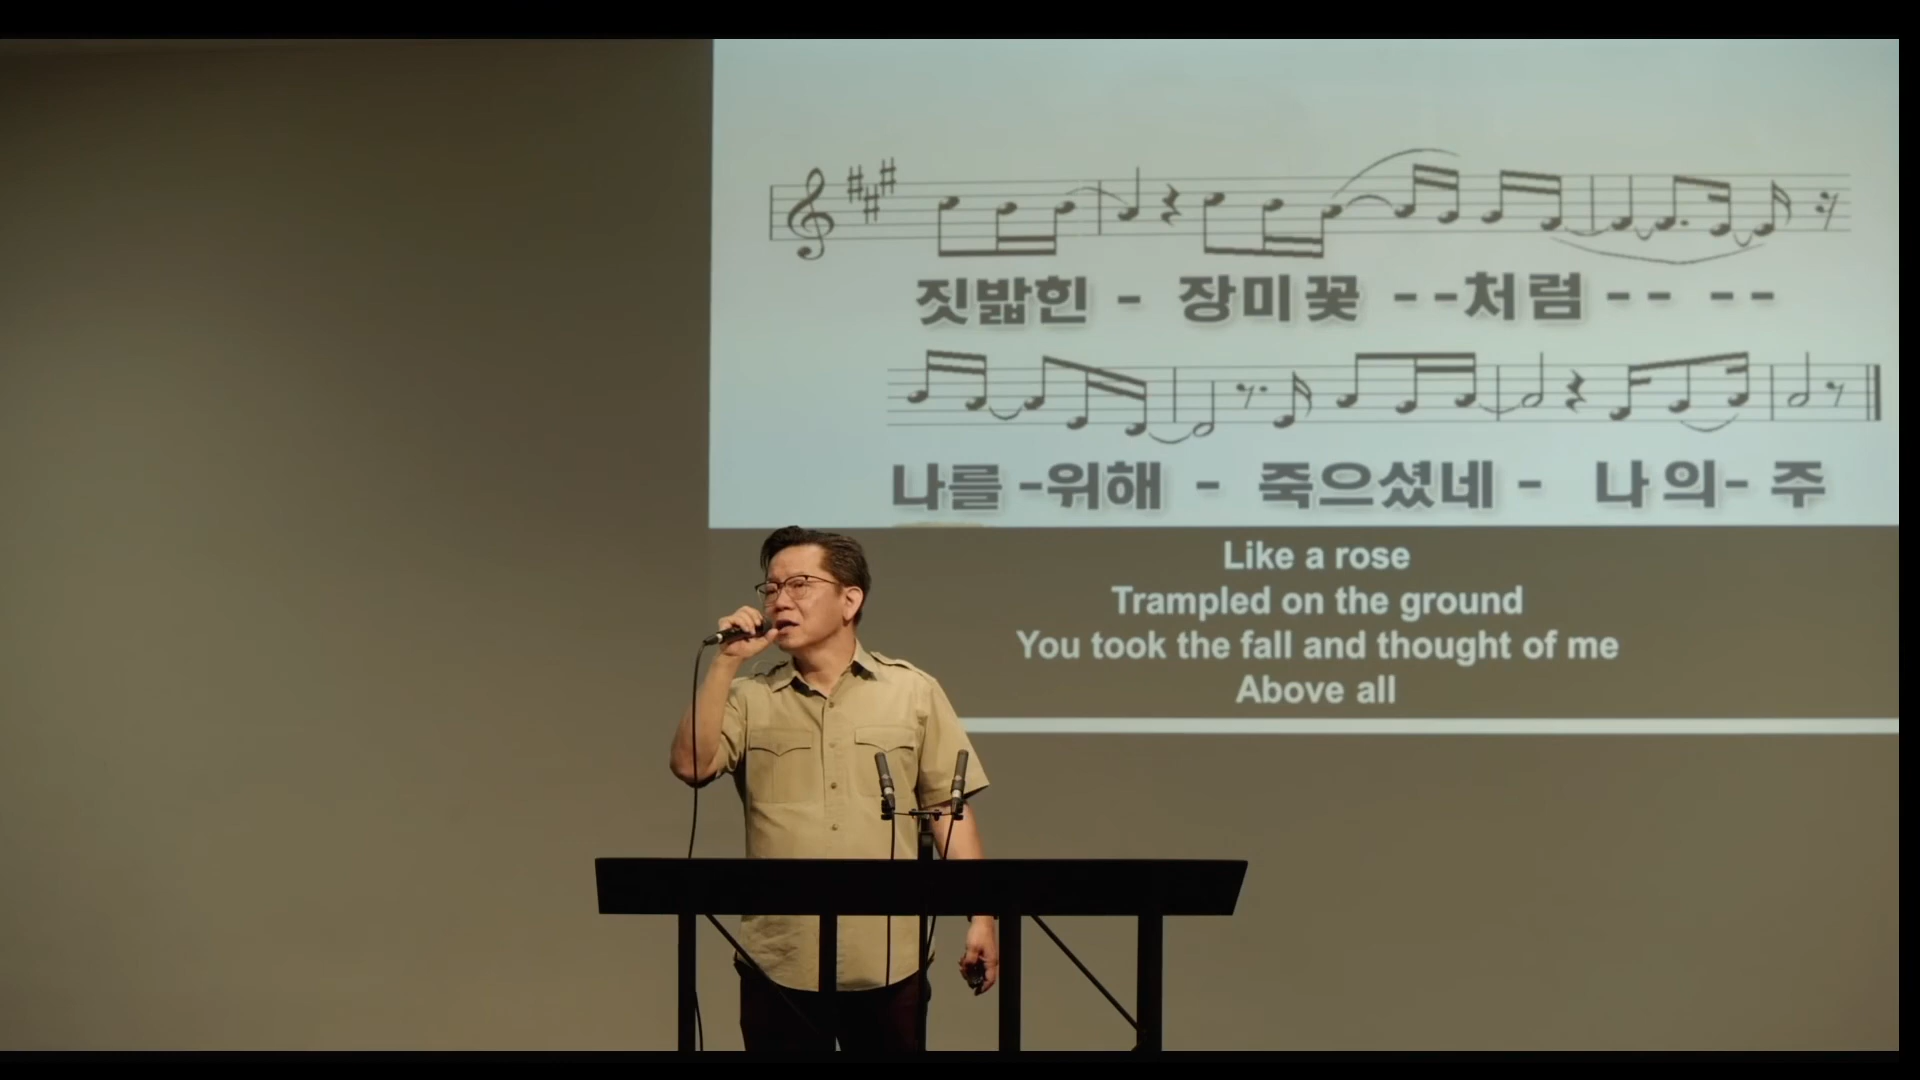 짓밟힌 - 장미꽃 --처럼 -- --
나를 -위해 - 죽으셨네 - 나의- 주
Like a rose
Trampled on the ground
You took the fall and thought of me
Above all